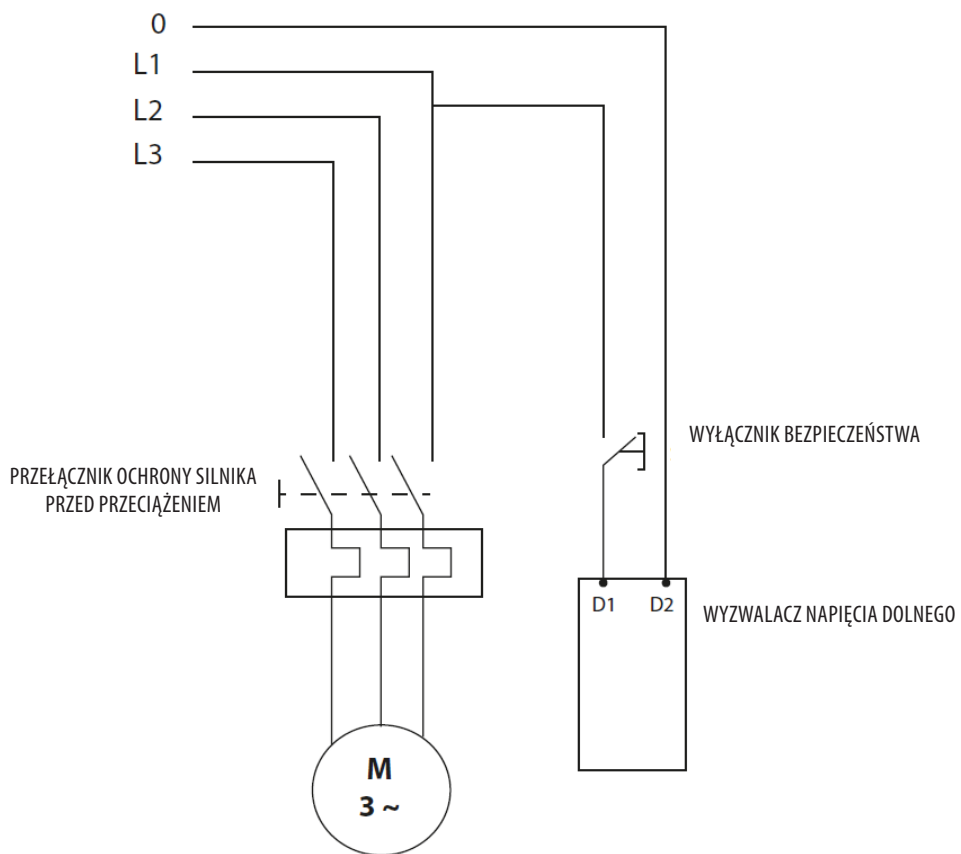 0
L1
L2
L3
WYŁĄCZNIK BEZPIECZEŃSTWA
PRZEŁĄCZNIK OCHRONY SILNIKA
PRZED PRZECIĄŻENIEM
D1 D2
WYZWALACZ NAPIĘCIA DOLNEGO
M
3 ~